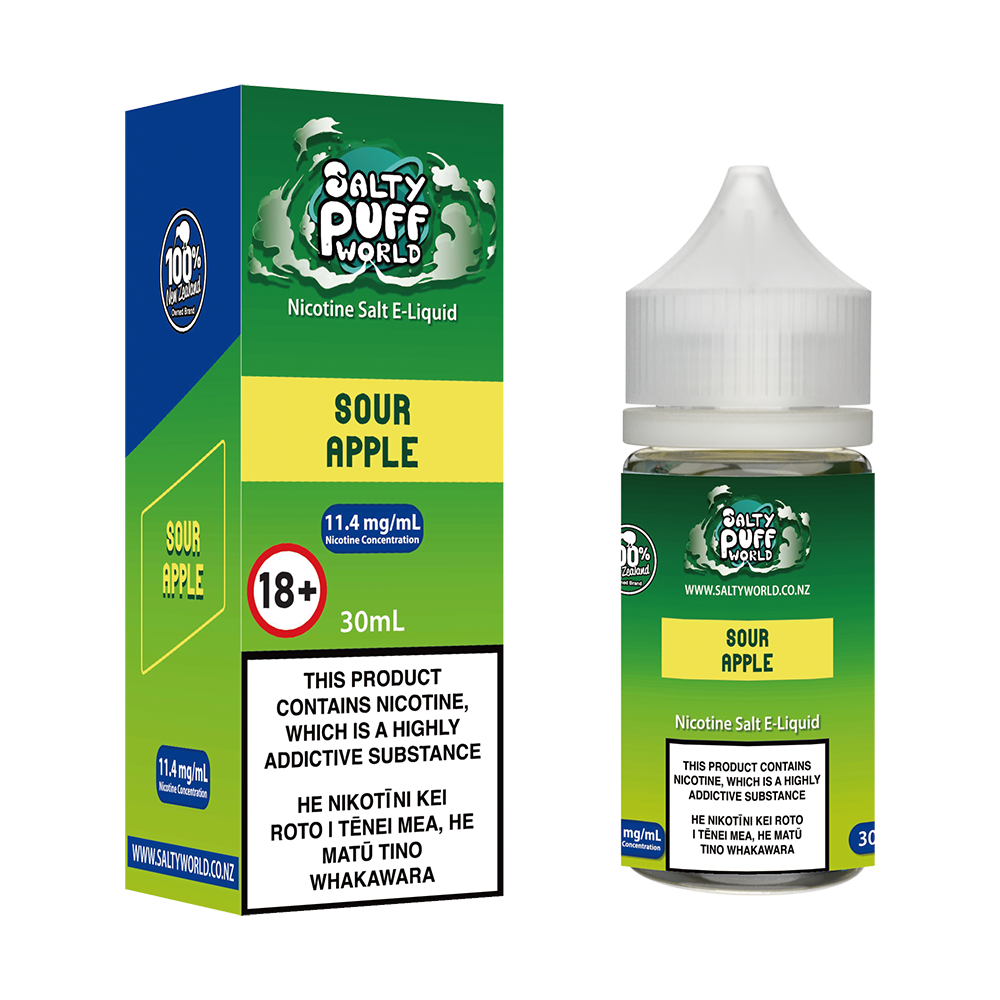 100%
New Zealand
Owned Brand
SOUR
APPLE
11.4 mg/mL
Nicotine Concentration
WWW.SALTYWORLD.CO.NZ
SALTY
PUFF
WORLD
Nicotine Salt E-Liquid
SOUR
APPLE
11.4 mg/mL
Nicotine Concentration
18+
30mL
THIS PRODUCT
CONTAINS NICOTINE,
WHICH IS A HIGHLY
ADDICTIVE SUBSTANCE
HE NIKOTĪNI KEI
ROTO I TĒNEI MEA, HE
MATŪ TINO
WHAKAWARA
SALTY
PUFF
WORLD
00%
Zealand
Owned Brand
WWW.SALTYWORLD.CO.NZ
SOUR
APPLE
Nicotine Salt E-Liquid
THIS PRODUCT CONTAINS
NICOTINE, WHICH IS A HIGHLY
ADDICTIVE SUBSTANCE
HE NIKOTĪNI KEI ROTO
I TĒNEI MEA, HE MATŪ
TINO WHAKAWARA
mg/mL
Concentration
30